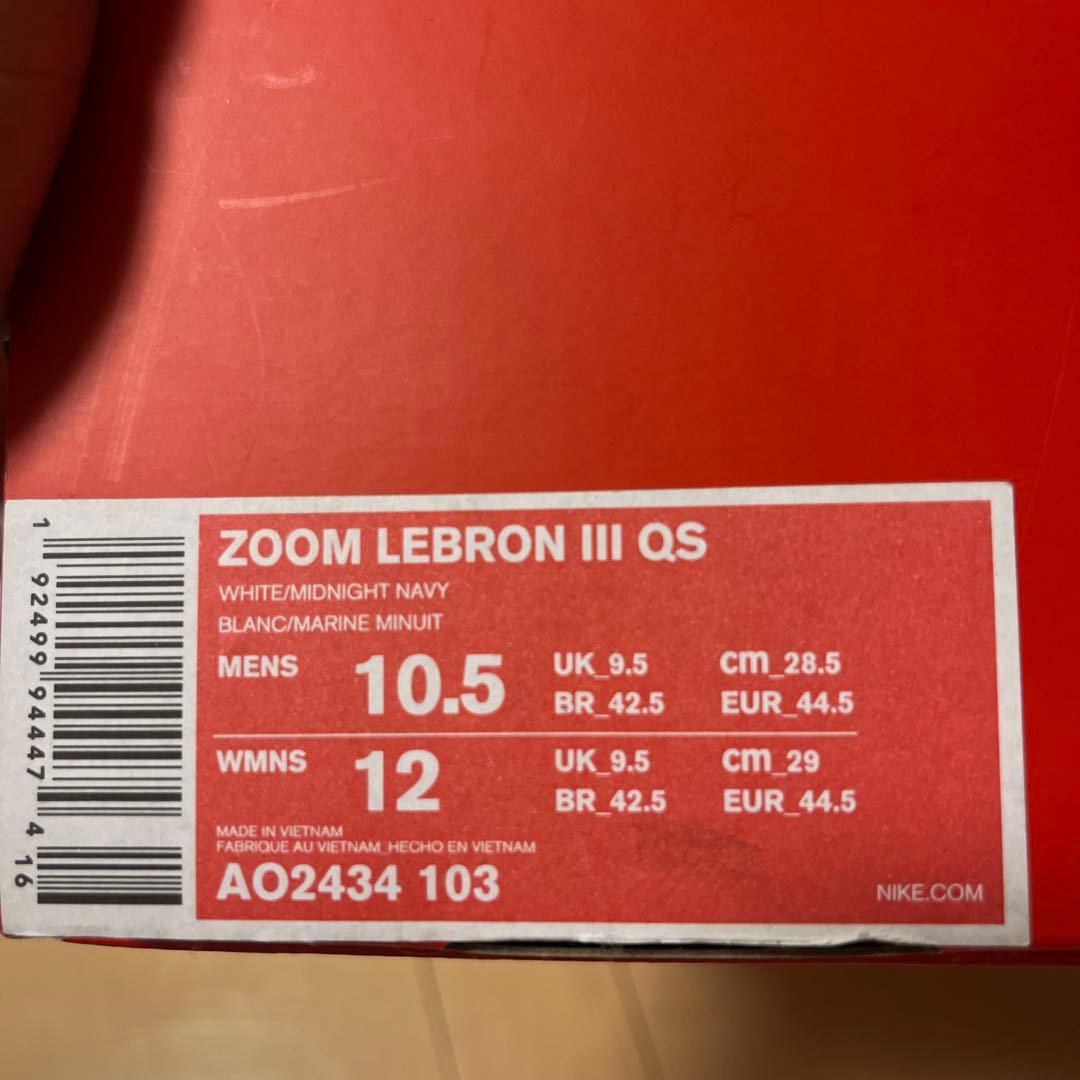 ZOOM LEBRON III QS
WHITE/MIDNIGHT NAVY
BLANC/MARINE MINUIT
MENS 10.5 UK_9.5 cm_28.5
BR_42.5 EUR_44.5
WMNS 12 UK_9.5 cm_29
BR_42.5 EUR_44.5
MADE IN VIETNAM
FABRIQUE AU VIETNAM_HECHO EN VIETNAM
AO2434 103
NIKE.COM
1 92499 94447 4 16